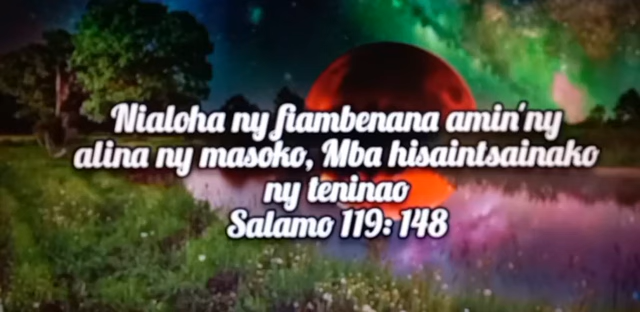 Nialoha ny fiambenana amin'ny
alina ny masoko, Mba hisaintsainako
ny teninao
Salamo 119: 148